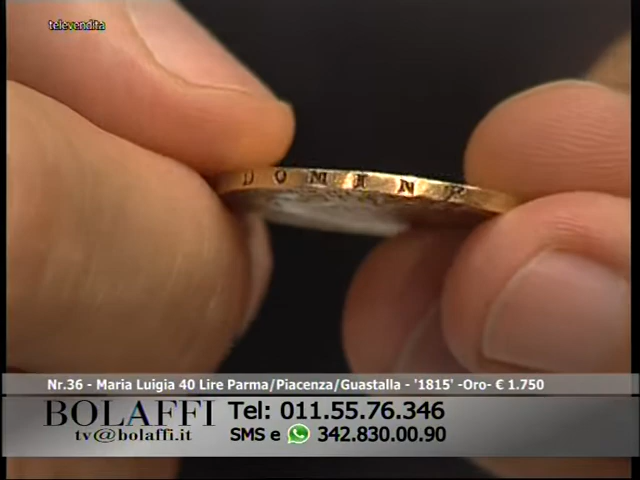 televendita
DOMINE
Nr.36 - Maria Luigia 40 Lire Parma/Piacenza/Guastalla - '1815' -Oro- € 1.750
BOLAFFI
tv@bolaffi.it
Tel: 011.55.76.346
SMS e 342.830.00.90